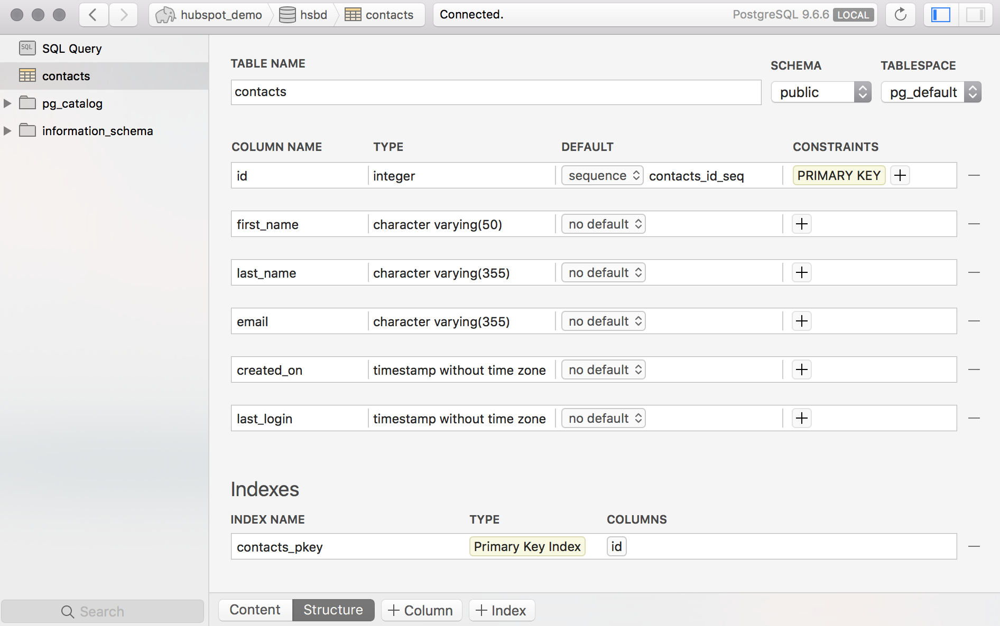 hubspot_demo hsbd contacts Connected. PostgreSQL 9.6.6 LOCAL
SQL SQL Query
contacts
pg_catalog
information_schema
TABLE NAME SCHEMA TABLESPACE
contacts public pg_default
COLUMN NAME TYPE DEFAULT CONSTRAINTS
id integer sequence contacts_id_seq PRIMARY KEY
first_name character varying(50) no default
last_name character varying(355) no default
email character varying(355) no default
created_on timestamp without time zone no default
last_login timestamp without time zone no default
Indexes
INDEX NAME TYPE COLUMNS
contacts_pkey Primary Key Index id
Search Content Structure + Column + Index